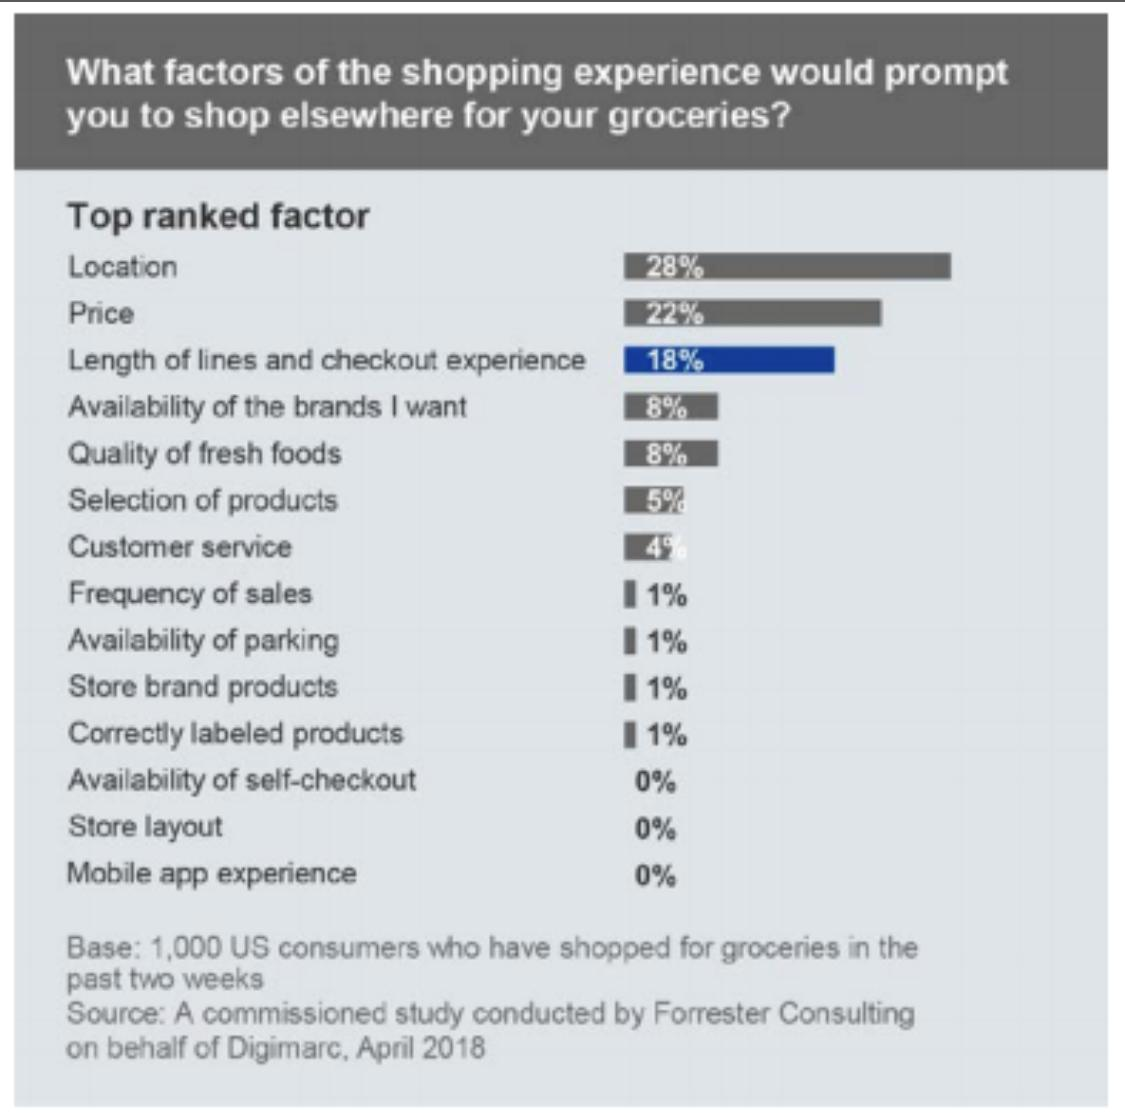 What factors of the shopping experience would prompt
you to shop elsewhere for your groceries?
Top ranked factor
Location 28%
Price 22%
Length of lines and checkout experience 18%
Availability of the brands I want 8%
Quality of fresh foods 8%
Selection of products 5%
Customer service 4%
Frequency of sales 1%
Availability of parking 1%
Store brand products 1%
Correctly labeled products 1%
Availability of self-checkout 0%
Store layout 0%
Mobile app experience 0%
Base: 1,000 US consumers who have shopped for groceries in the
past two weeks
Source: A commissioned study conducted by Forrester Consulting
on behalf of Digimarc, April 2018